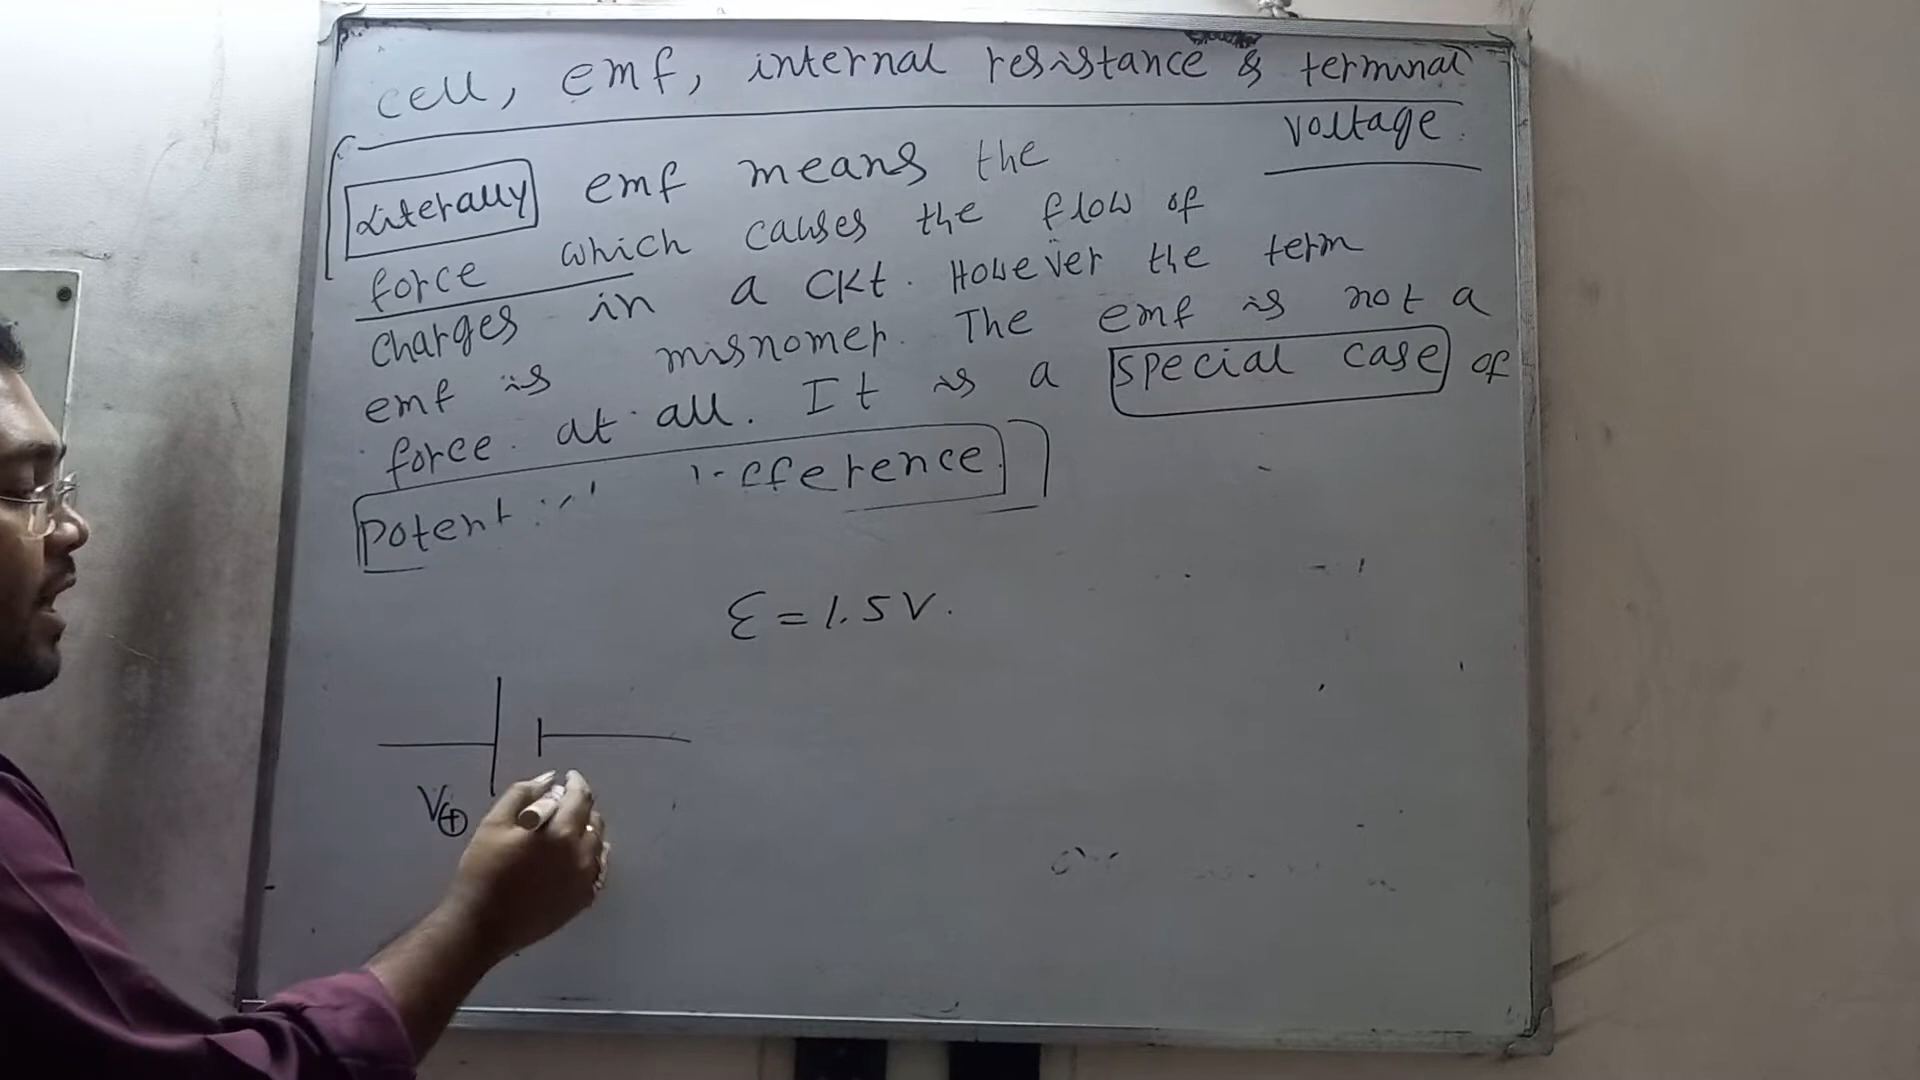 cell, emf, internal resistance & terminal
voltage.
Literally emf means the
force which causes the flow of
charges in a ckt. However the term
emf is misnomer. The emf is not a
force at all. It is a special case of
fference.
ℰ = 1.5V.
V⊕